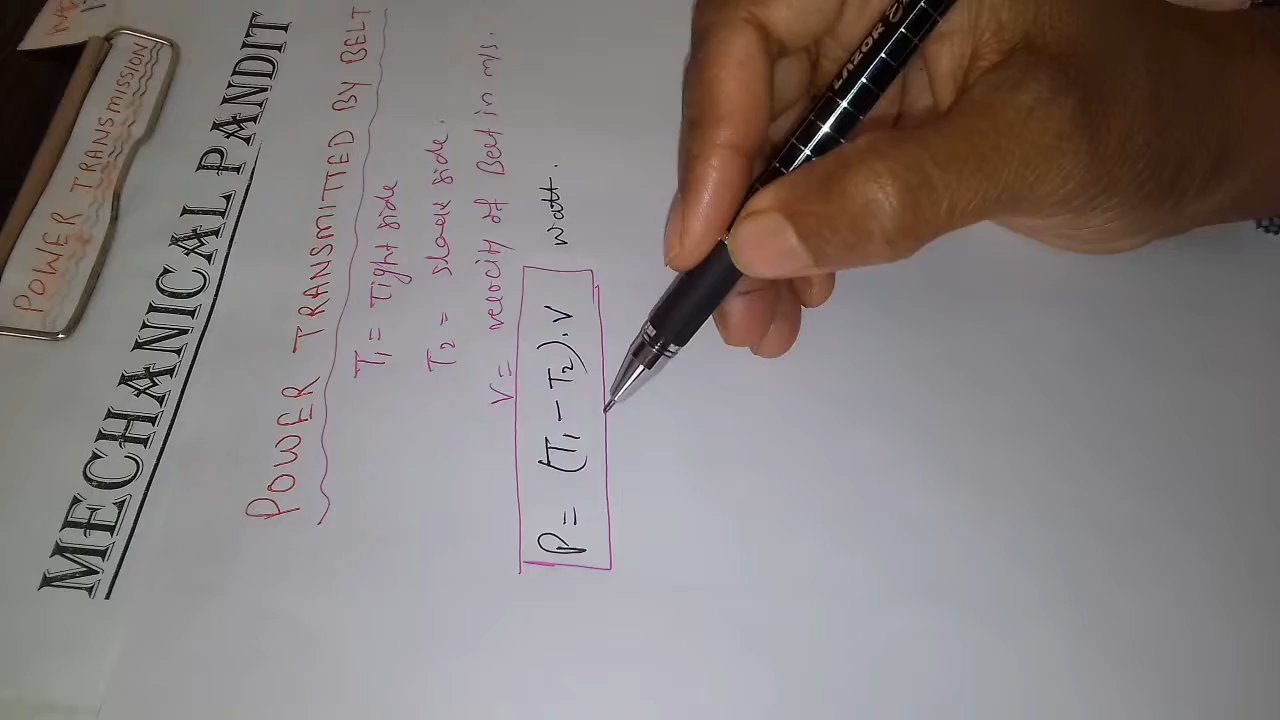 POWER TRANSMISSION
MECHANICAL PANDIT
POWER TRANSMITTED BY BELT
T₁ = Tight side
T₂ = slack side.
V = velocity of Belt in m/s.
P = (T₁ - T₂).V watt.
LAZOR